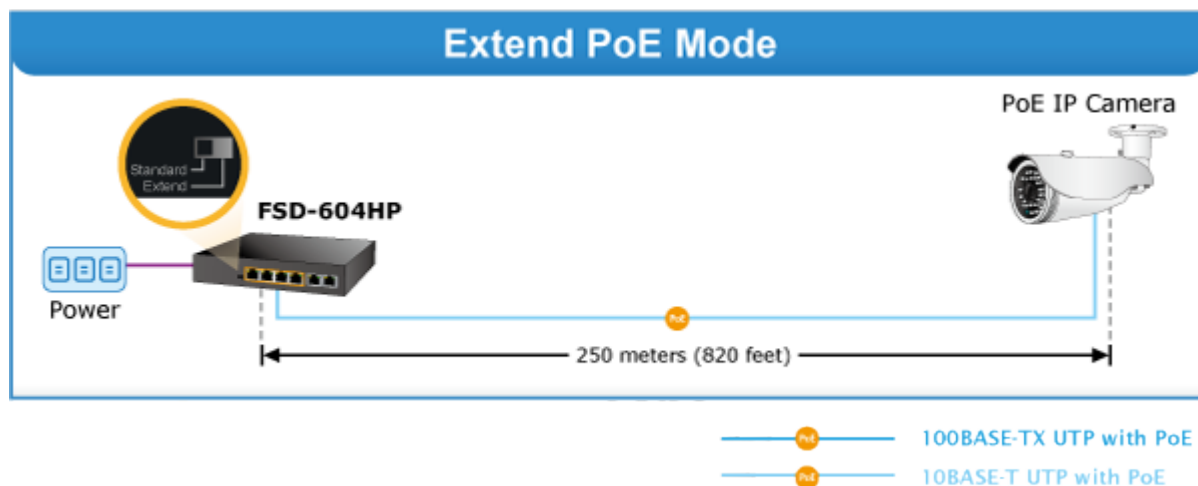 Extend PoE Mode
PoE IP Camera
Standard
Extend
FSD-604HP
Power
PoE
250 meters (820 feet)
PoE 100BASE-TX UTP with PoE
PoE 10BASE-T UTP with PoE